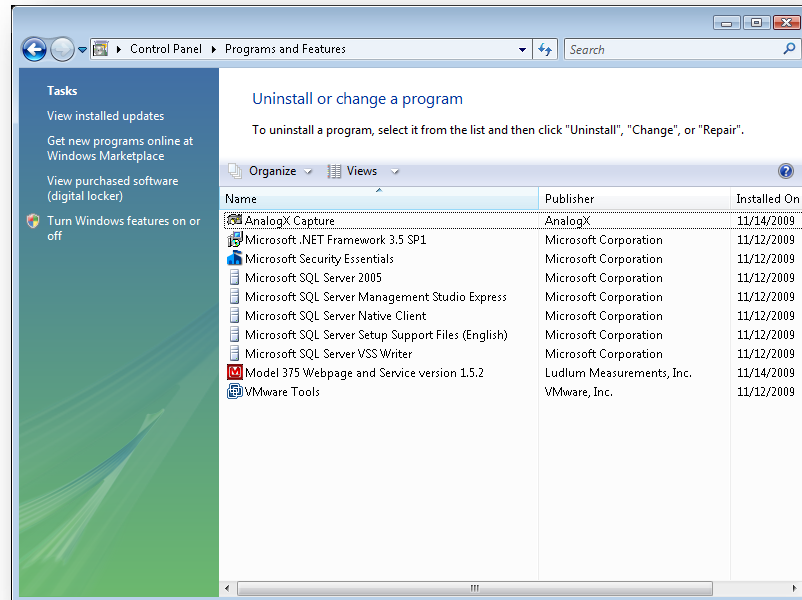 Control Panel Programs and Features Search
Tasks
View installed updates
Get new programs online at
Windows Marketplace
View purchased software
(digital locker)
Turn Windows features on or
off
Uninstall or change a program
To uninstall a program, select it from the list and then click "Uninstall", "Change", or "Repair".
Organize Views ?
Name Publisher Installed On
AnalogX Capture AnalogX 11/14/2009
Microsoft .NET Framework 3.5 SP1 Microsoft Corporation 11/12/2009
Microsoft Security Essentials Microsoft Corporation 11/12/2009
Microsoft SQL Server 2005 Microsoft Corporation 11/12/2009
Microsoft SQL Server Management Studio Express Microsoft Corporation 11/12/2009
Microsoft SQL Server Native Client Microsoft Corporation 11/12/2009
Microsoft SQL Server Setup Support Files (English) Microsoft Corporation 11/12/2009
Microsoft SQL Server VSS Writer Microsoft Corporation 11/12/2009
Model 375 Webpage and Service version 1.5.2 Ludlum Measurements, Inc. 11/14/2009
VMware Tools VMware, Inc. 11/12/2009